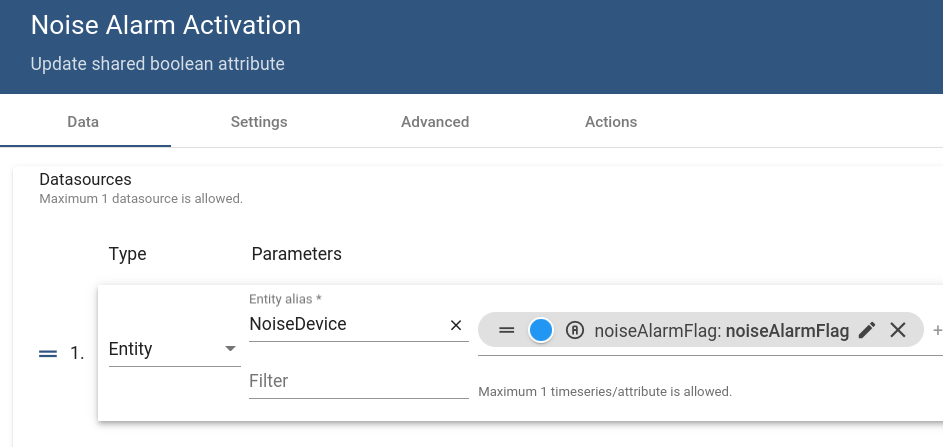 Noise Alarm Activation
Update shared boolean attribute
Data Settings Advanced Actions
Datasources
Maximum 1 datasource is allowed.
Type Parameters
Entity alias *
NoiseDevice
noiseAlarmFlag: noiseAlarmFlag
1. Entity
Filter
Maximum 1 timeseries/attribute is allowed.